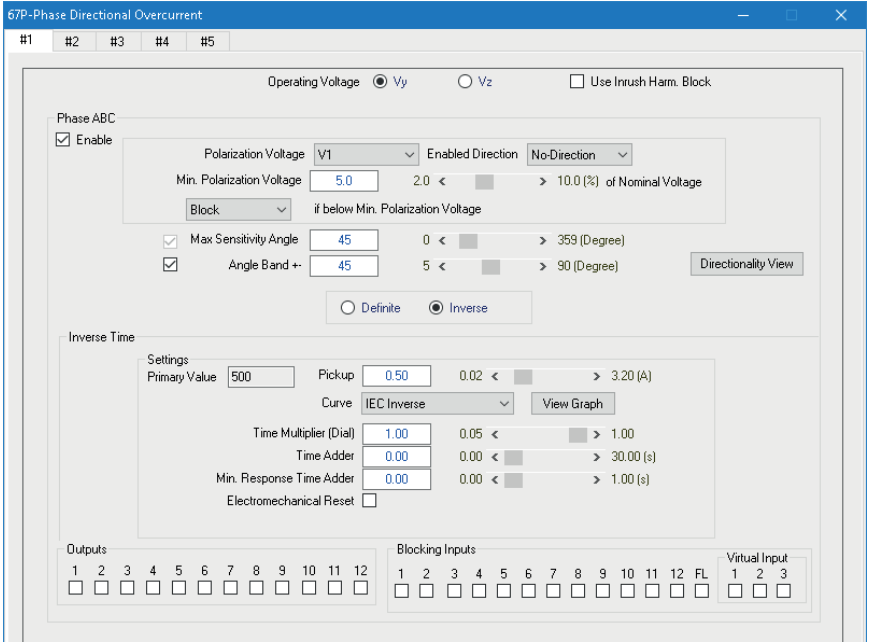 67P-Phase Directional Overcurrent
#1 #2 #3 #4 #5
Operating Voltage Vy Vz Use Inrush Harm. Block
Phase ABC
Enable
Polarization Voltage V1 Enabled Direction No-Direction
Min. Polarization Voltage 5.0 2.0 < > 10.0 (%) of Nominal Voltage
Block if below Min. Polarization Voltage
Max Sensitivity Angle 45 0 < > 359 (Degree)
Angle Band +- 45 5 < > 90 (Degree) Directionality View
Definite Inverse
Inverse Time
Settings
Primary Value 500 Pickup 0.50 0.02 < > 3.20 (A)
Curve IEC Inverse View Graph
Time Multiplier (Dial) 1.00 0.05 < > 1.00
Time Adder 0.00 0.00 < > 30.00 (s)
Min. Response Time Adder 0.00 0.00 < > 1.00 (s)
Electromechanical Reset
Outputs Blocking Inputs
Virtual Input
1 2 3 4 5 6 7 8 9 10 11 12 1 2 3 4 5 6 7 8 9 10 11 12 FL 1 2 3